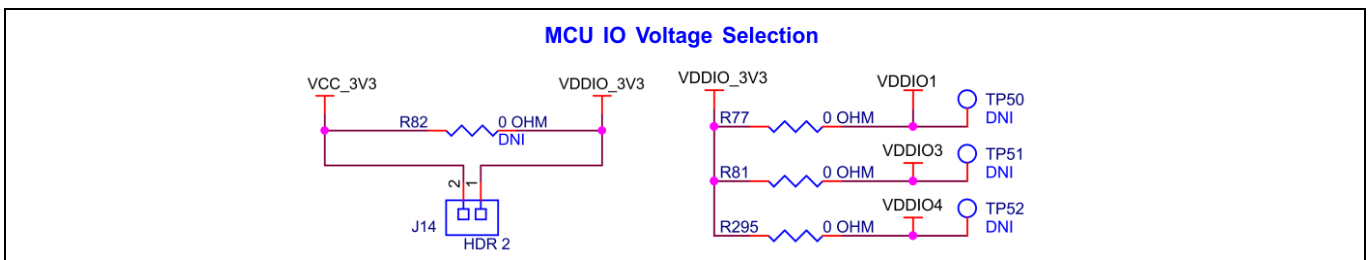 MCU IO Voltage Selection
VCC_3V3
VDDIO_3V3
R82
0 OHM
DNI
2
1
J14
HDR 2
VDDIO_3V3
VDDIO1
TP50
DNI
R77
0 OHM
VDDIO3
TP51
DNI
R81
0 OHM
VDDIO4
TP52
DNI
R295
0 OHM